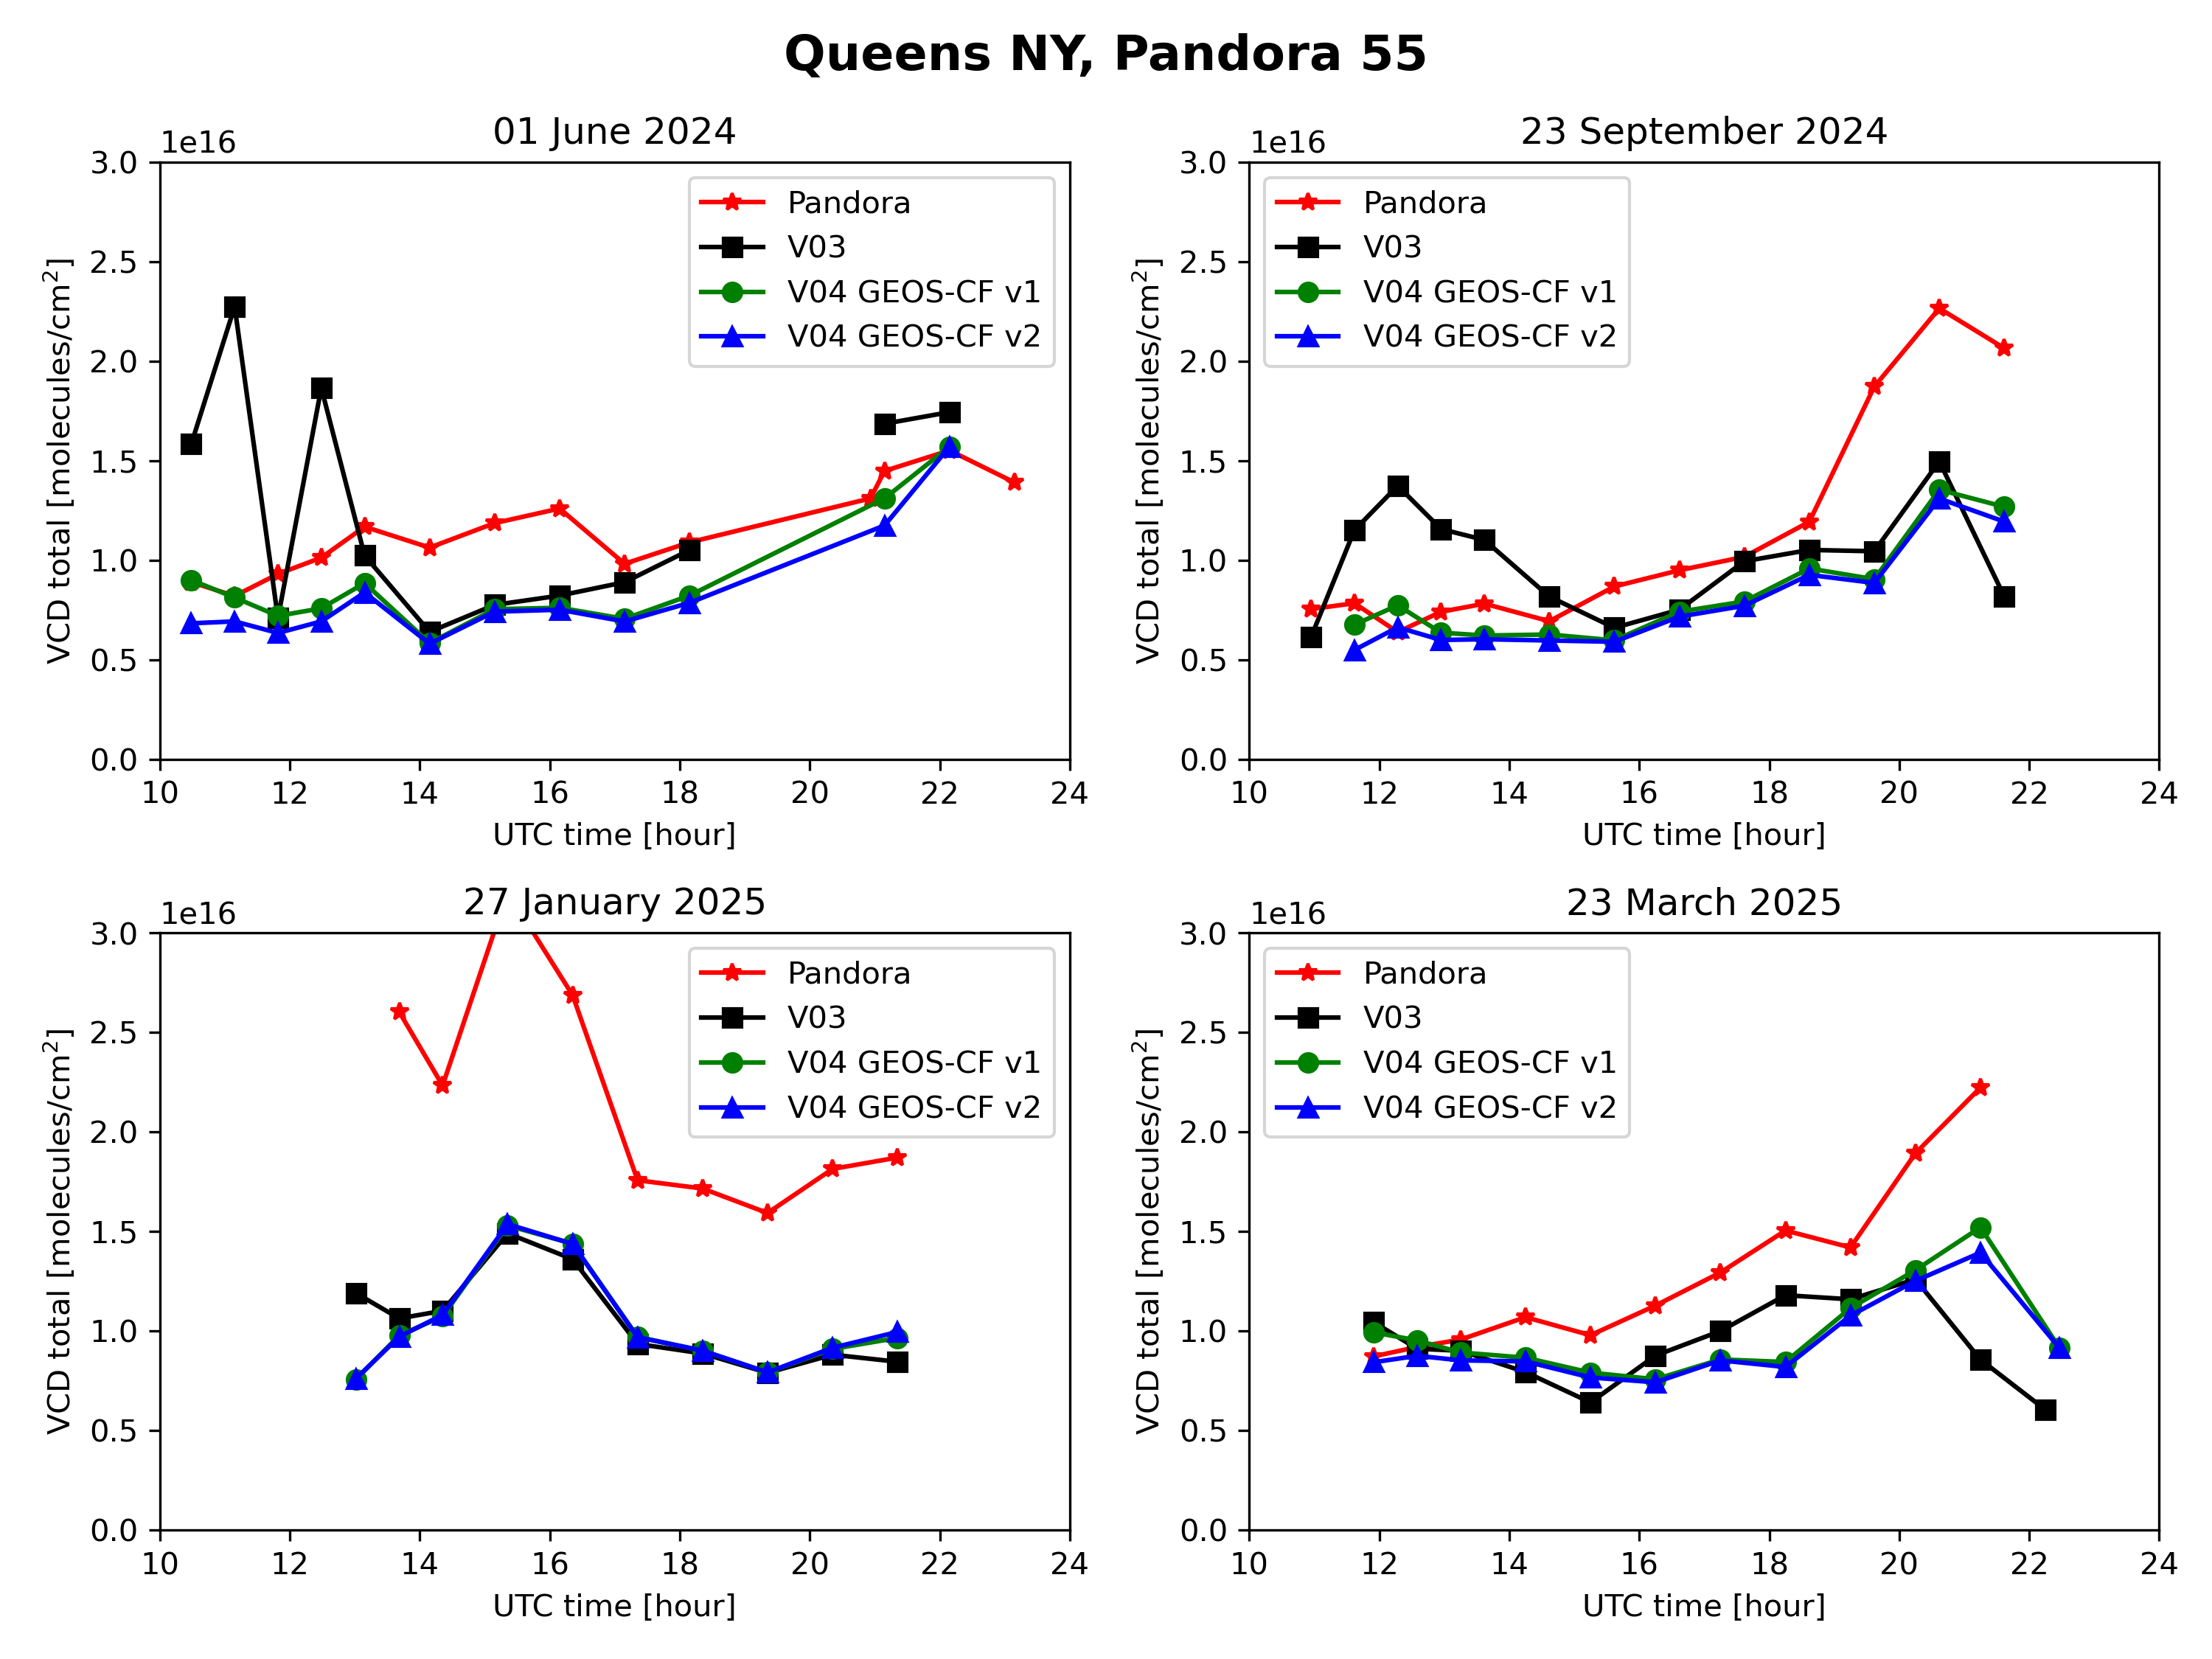 Queens NY, Pandora 55
01 June 2024
1e16
3.0
2.5
2.0
1.5
1.0
0.5
0.0
VCD total [molecules/cm²]
Pandora
V03
V04 GEOS-CF v1
V04 GEOS-CF v2
10 12 14 16 18 20 22 24
UTC time [hour]
23 September 2024
1e16
3.0
2.5
2.0
1.5
1.0
0.5
0.0
VCD total [molecules/cm²]
Pandora
V03
V04 GEOS-CF v1
V04 GEOS-CF v2
10 12 14 16 18 20 22 24
UTC time [hour]
27 January 2025
1e16
3.0
2.5
2.0
1.5
1.0
0.5
0.0
VCD total [molecules/cm²]
Pandora
V03
V04 GEOS-CF v1
V04 GEOS-CF v2
10 12 14 16 18 20 22 24
UTC time [hour]
23 March 2025
1e16
3.0
2.5
2.0
1.5
1.0
0.5
0.0
VCD total [molecules/cm²]
Pandora
V03
V04 GEOS-CF v1
V04 GEOS-CF v2
10 12 14 16 18 20 22 24
UTC time [hour]